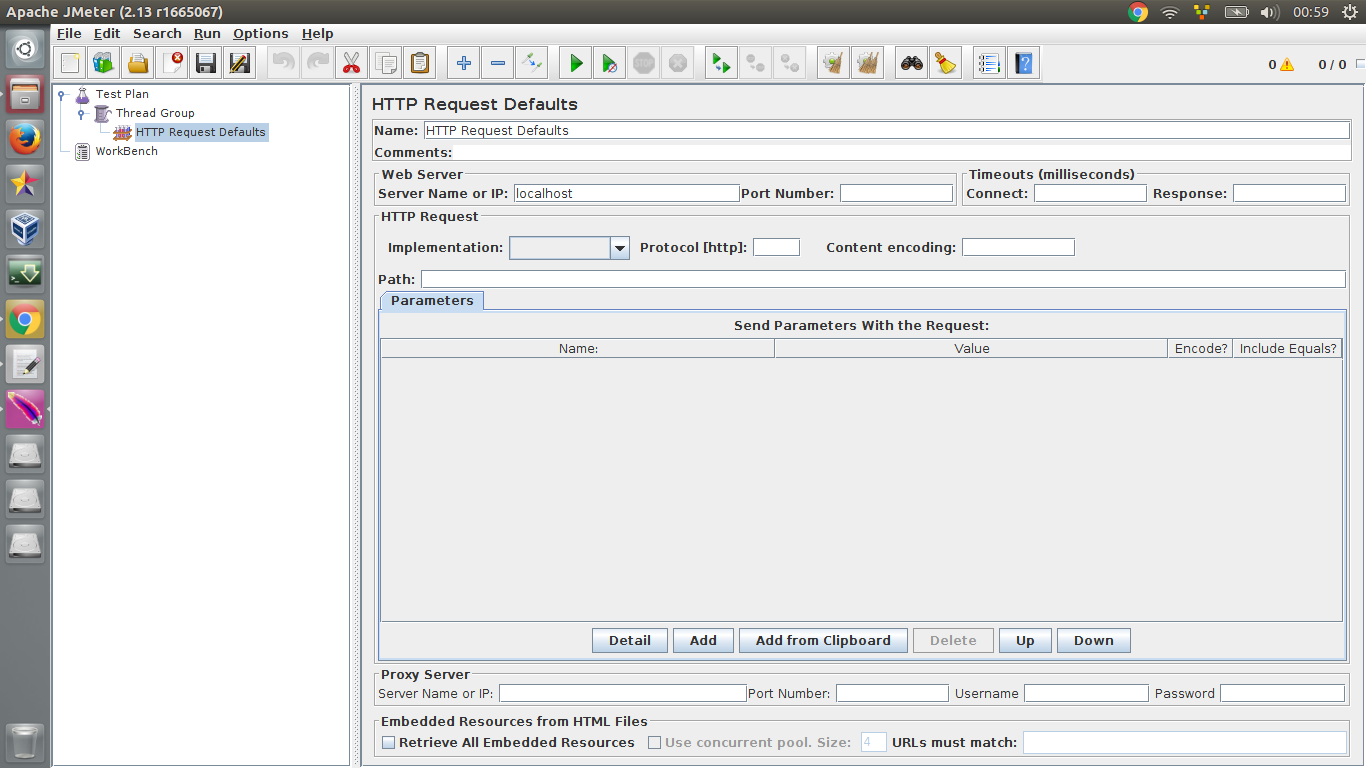 Apache JMeter (2.13 r1665067)
00:59
File Edit Search Run Options Help
0 0 / 0
Test Plan
Thread Group
HTTP Request Defaults
WorkBench
HTTP Request Defaults
Name: HTTP Request Defaults
Comments:
Web Server
Server Name or IP: localhost Port Number:
Timeouts (milliseconds)
Connect: Response:
HTTP Request
Implementation: Protocol [http]: Content encoding:
Path:
Parameters
Send Parameters With the Request:
Name: Value Encode? Include Equals?
Detail Add Add from Clipboard Delete Up Down
Proxy Server
Server Name or IP: Port Number: Username Password
Embedded Resources from HTML Files
Retrieve All Embedded Resources Use concurrent pool. Size: 4 URLs must match: